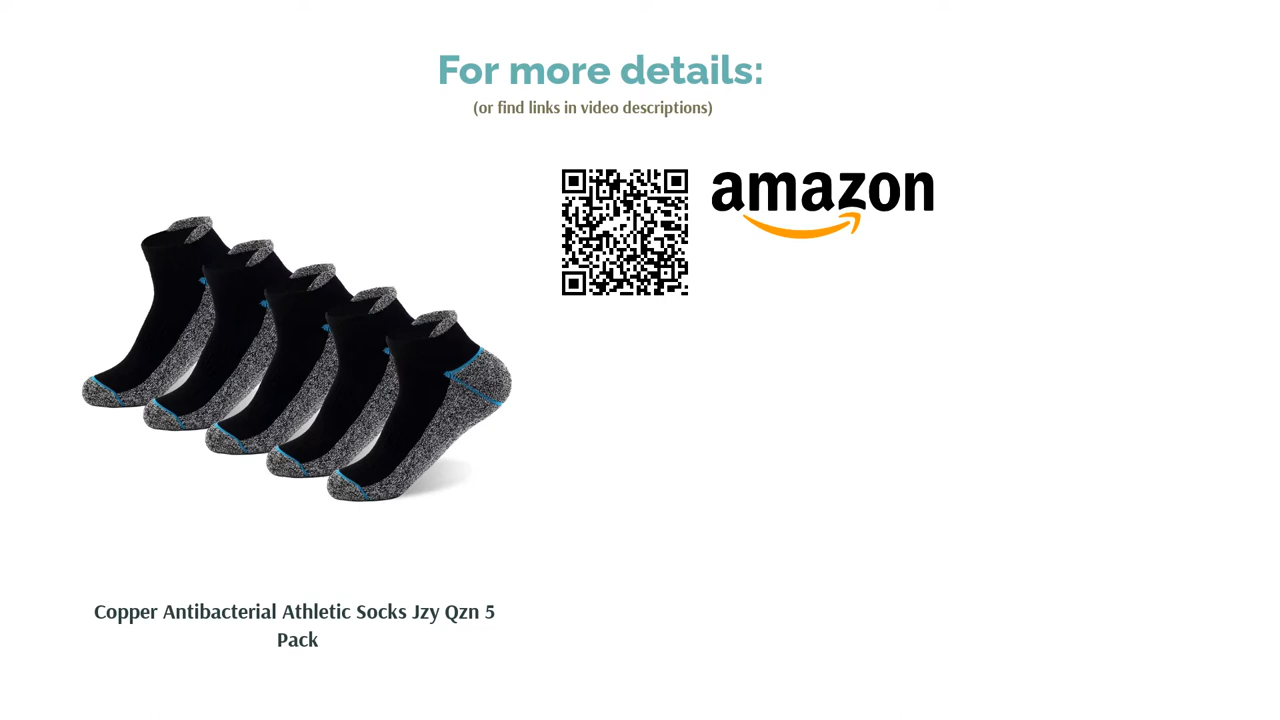 For more details:
(or find links in video descriptions)
amazon
Copper Antibacterial Athletic Socks Jzy Qzn 5
Pack